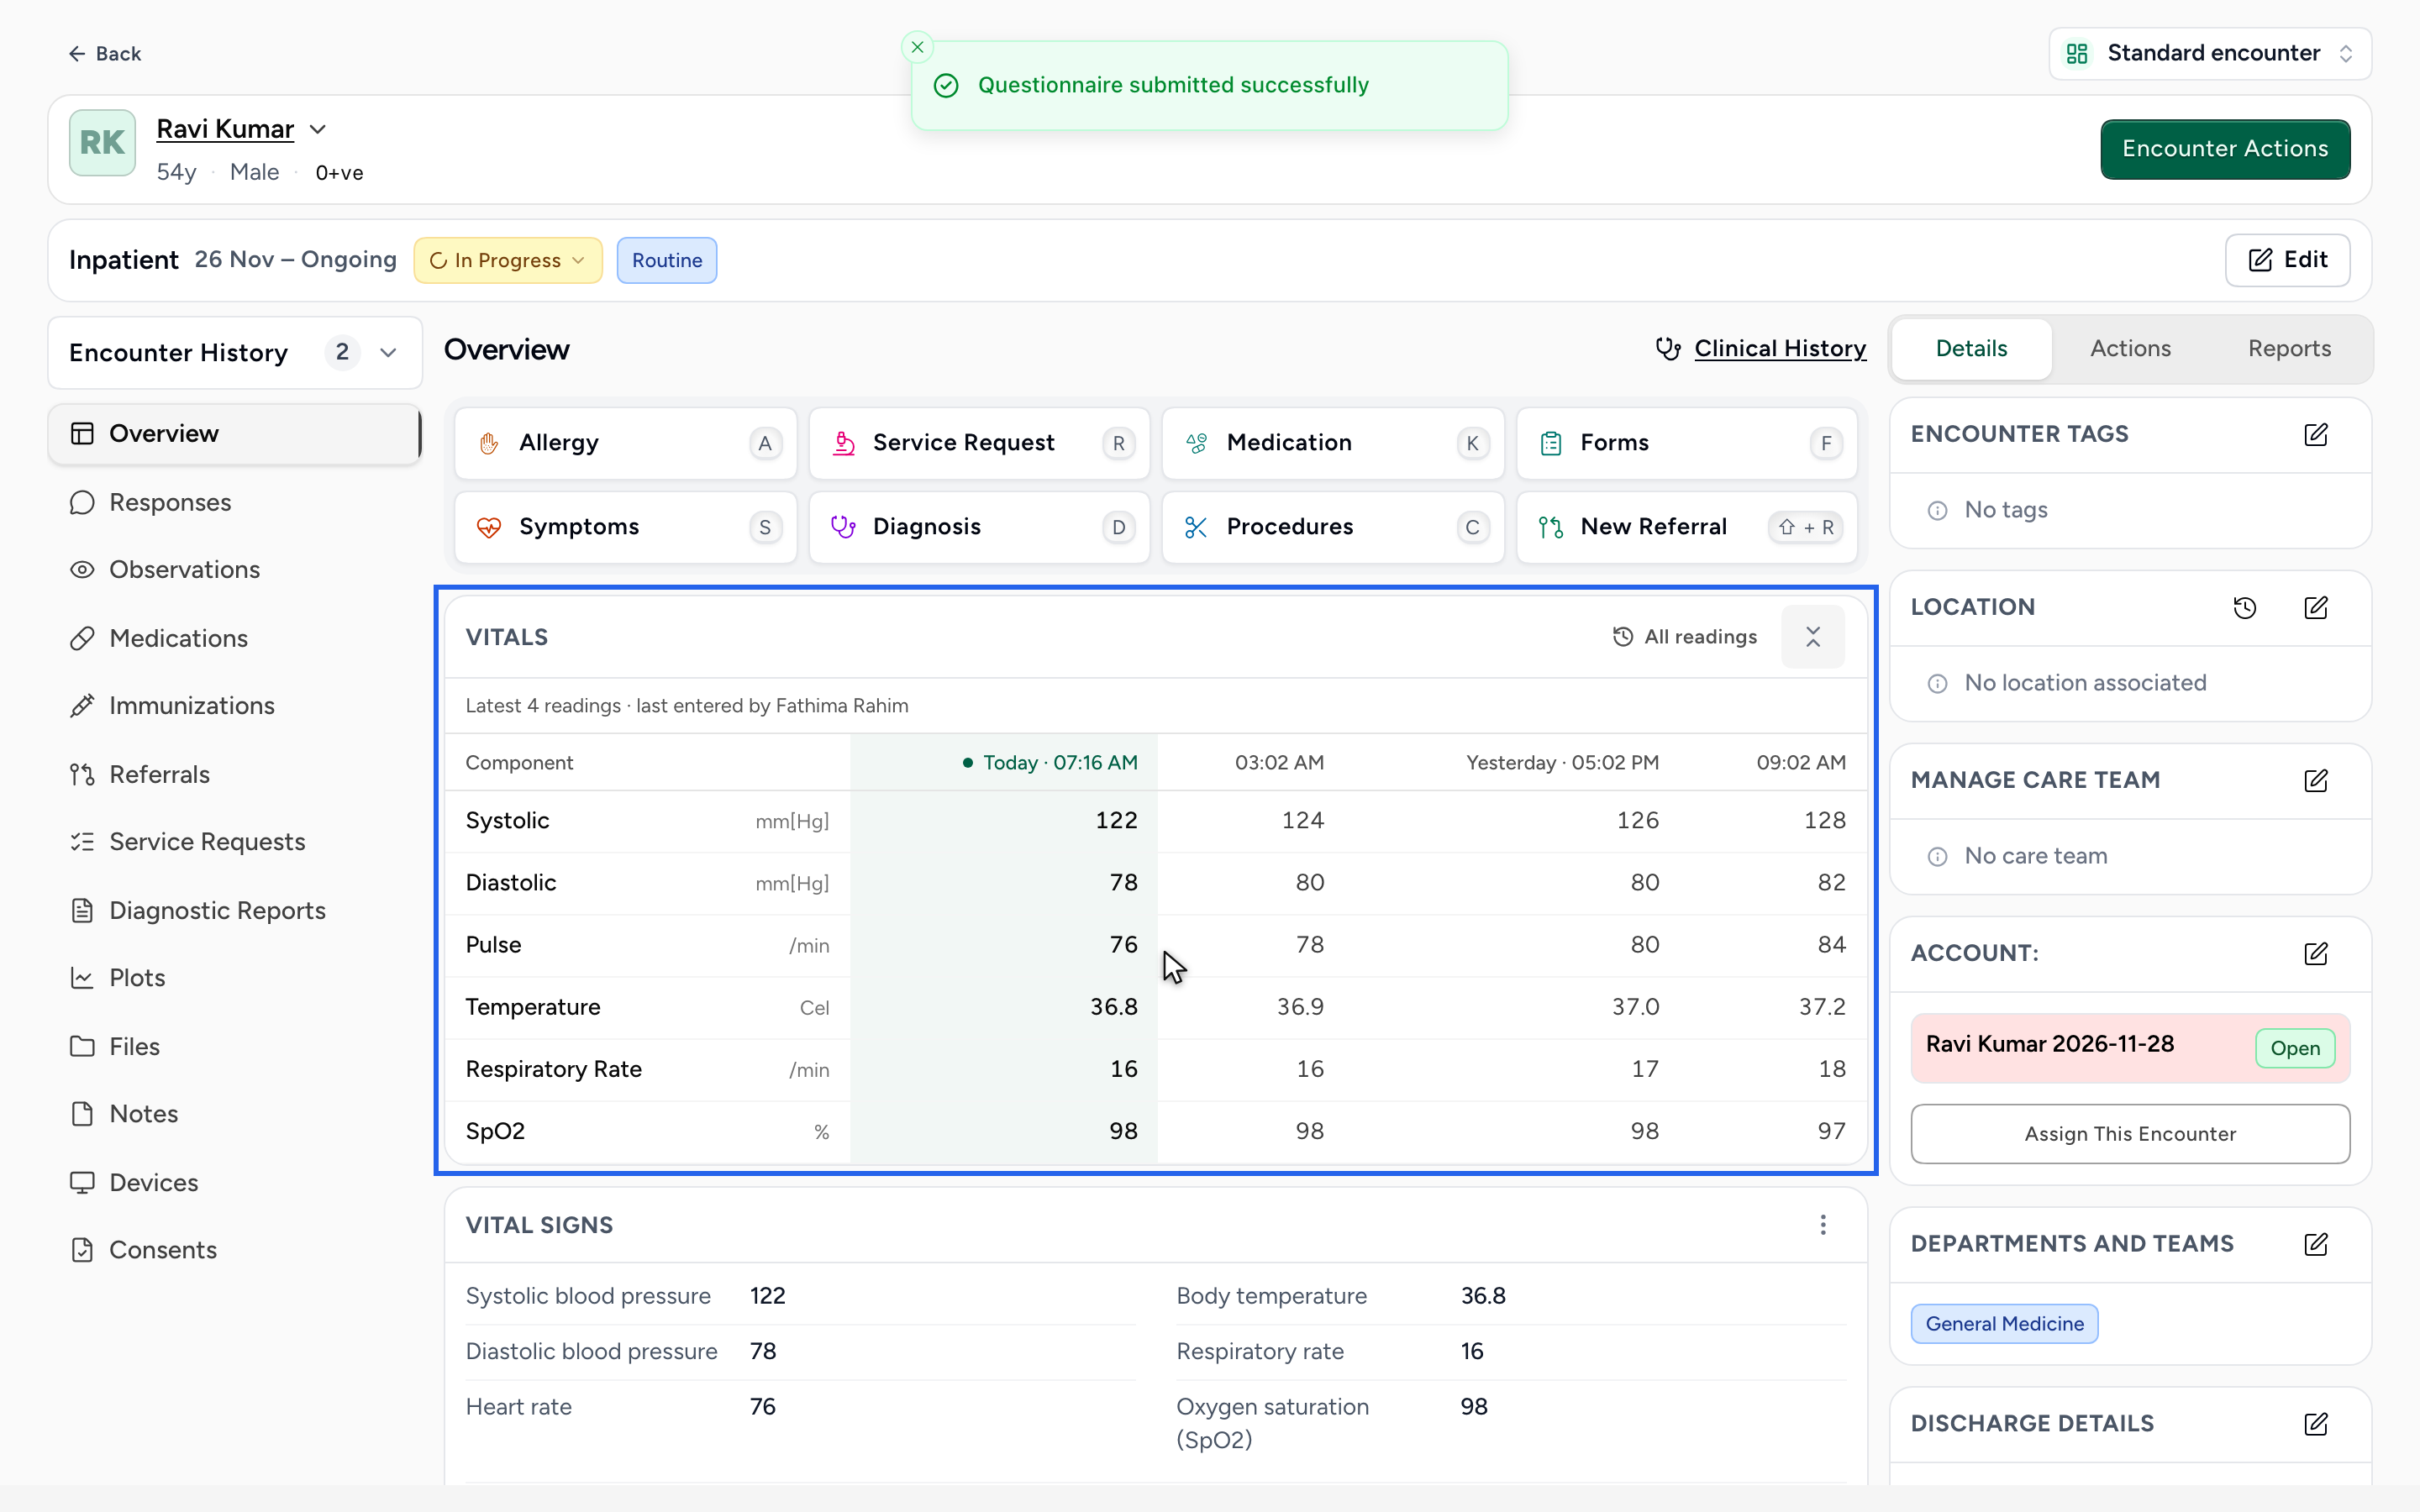 Back
Questionnaire submitted successfully
Standard encounter
RK
Ravi Kumar
54y · Male · 0+ve
Encounter Actions
Inpatient 26 Nov – Ongoing In Progress Routine
Edit
Encounter History 2
Overview
Responses
Observations
Medications
Immunizations
Referrals
Service Requests
Diagnostic Reports
Plots
Files
Notes
Devices
Consents
Overview
Clinical History
Allergy A
Service Request R
Medication K
Forms F
Symptoms S
Diagnosis D
Procedures C
New Referral ⇧ + R
VITALS
All readings
Latest 4 readings · last entered by Fathima Rahim
Component Today · 07:16 AM 03:02 AM Yesterday · 05:02 PM 09:02 AM
Systolic mm[Hg] 122 124 126 128
Diastolic mm[Hg] 78 80 80 82
Pulse /min 76 78 80 84
Temperature Cel 36.8 36.9 37.0 37.2
Respiratory Rate /min 16 16 17 18
SpO2 % 98 98 98 97
VITAL SIGNS
Systolic blood pressure 122
Body temperature 36.8
Diastolic blood pressure 78
Respiratory rate 16
Heart rate 76
Oxygen saturation 98
(SpO2)
Details Actions Reports
ENCOUNTER TAGS
No tags
LOCATION
No location associated
MANAGE CARE TEAM
No care team
ACCOUNT:
Ravi Kumar 2026-11-28 Open
Assign This Encounter
DEPARTMENTS AND TEAMS
General Medicine
DISCHARGE DETAILS